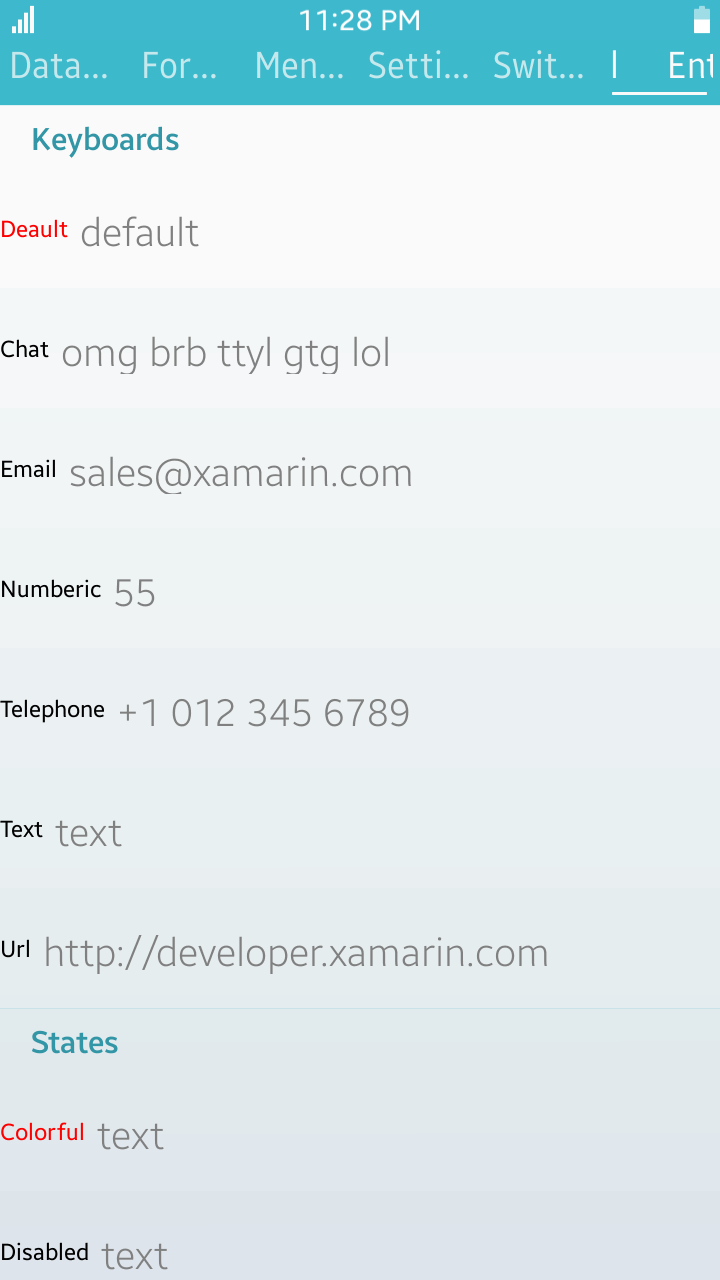 11:28 PM
Data... For... Men... Setti... Swit... Ent
Keyboards
Deault default
Chat omg brb ttyl gtg lol
Email sales@xamarin.com
Numberic 55
Telephone +1 012 345 6789
Text text
Url http://developer.xamarin.com
States
Colorful text
Disabled text